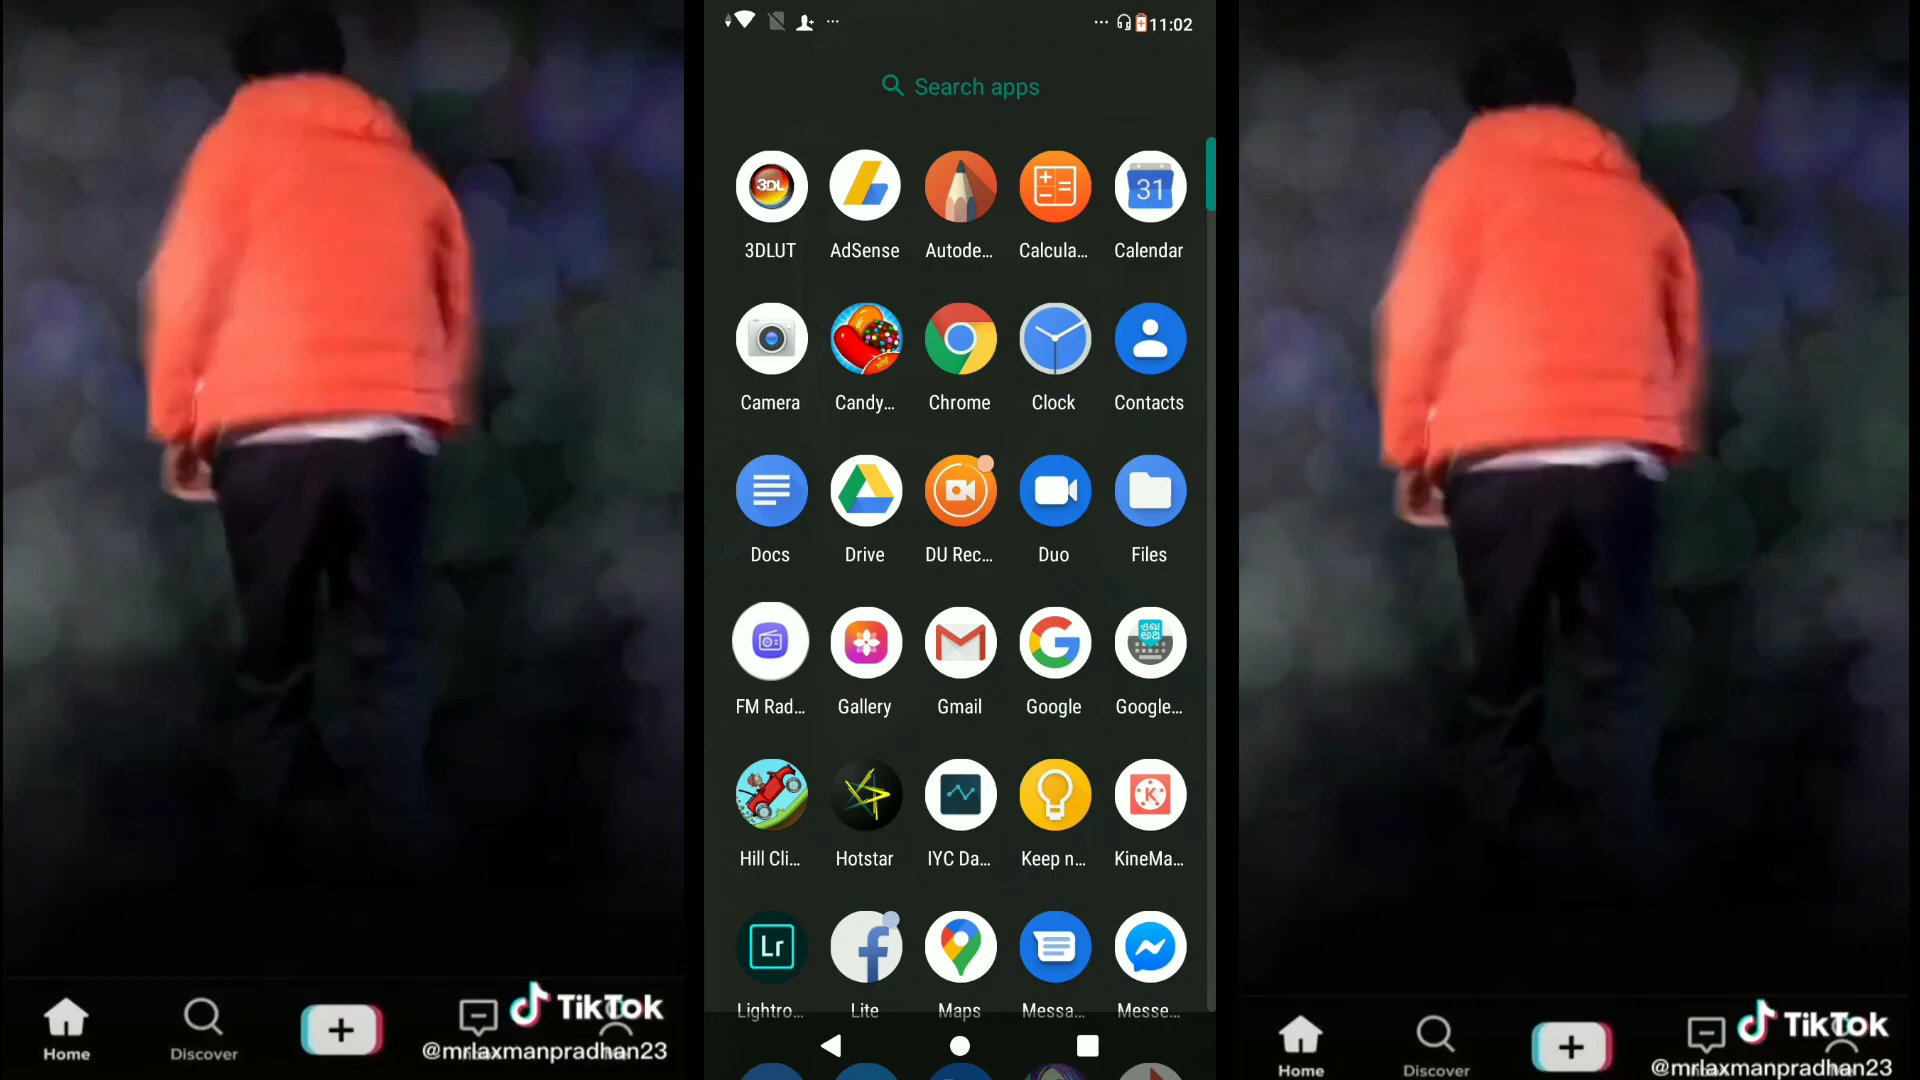 11:02
Search apps
3DL
31
3DLUT AdSense Autode... Calcula... Calendar
Camera Candy... Chrome Clock Contacts
Docs Drive DU Rec... Duo Files
FM Rad... Gallery Gmail Google Google...
K
Hill Cli... Hotstar IYC Da... Keep n... KineMa...
Lr
Lightro... Lite Maps Messa... Messe...
TikTok
Home Discover
@mrlaxmanpradhan23
TikTok
Home Discover
@mrlaxmanpradhan23